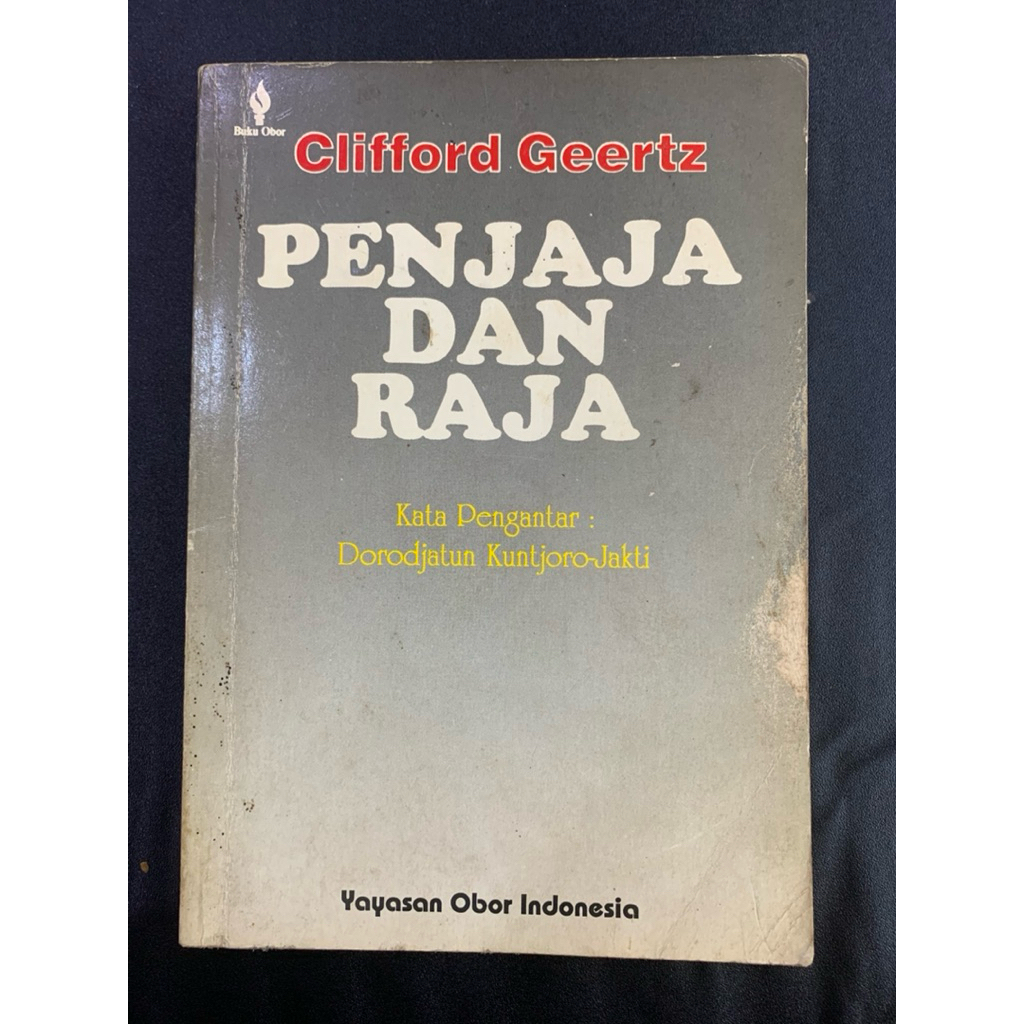 Buku Obor
Clifford Geertz
PENJAJA
DAN
RAJA
Kata Pengantar :
Dorodjatun Kuntjoro-Jakti
Yayasan Obor Indonesia